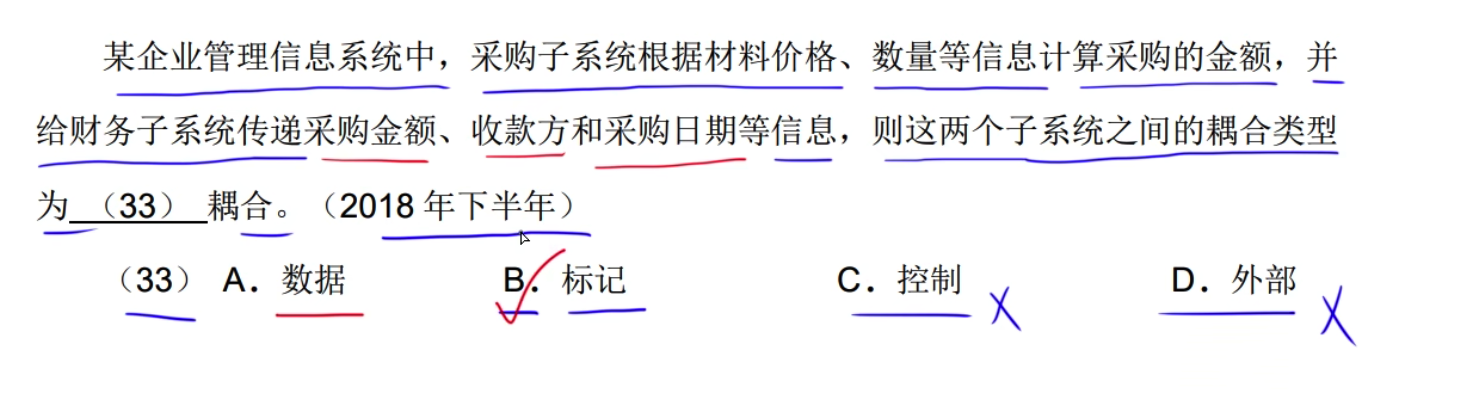 某企业管理信息系统中，采购子系统根据材料价格、数量等信息计算采购的金额，并
给财务子系统传递采购金额、收款方和采购日期等信息，则这两个子系统之间的耦合类型
为 （33） 耦合。（2018 年下半年）
（33） A．数据 B．标记 C．控制 D．外部